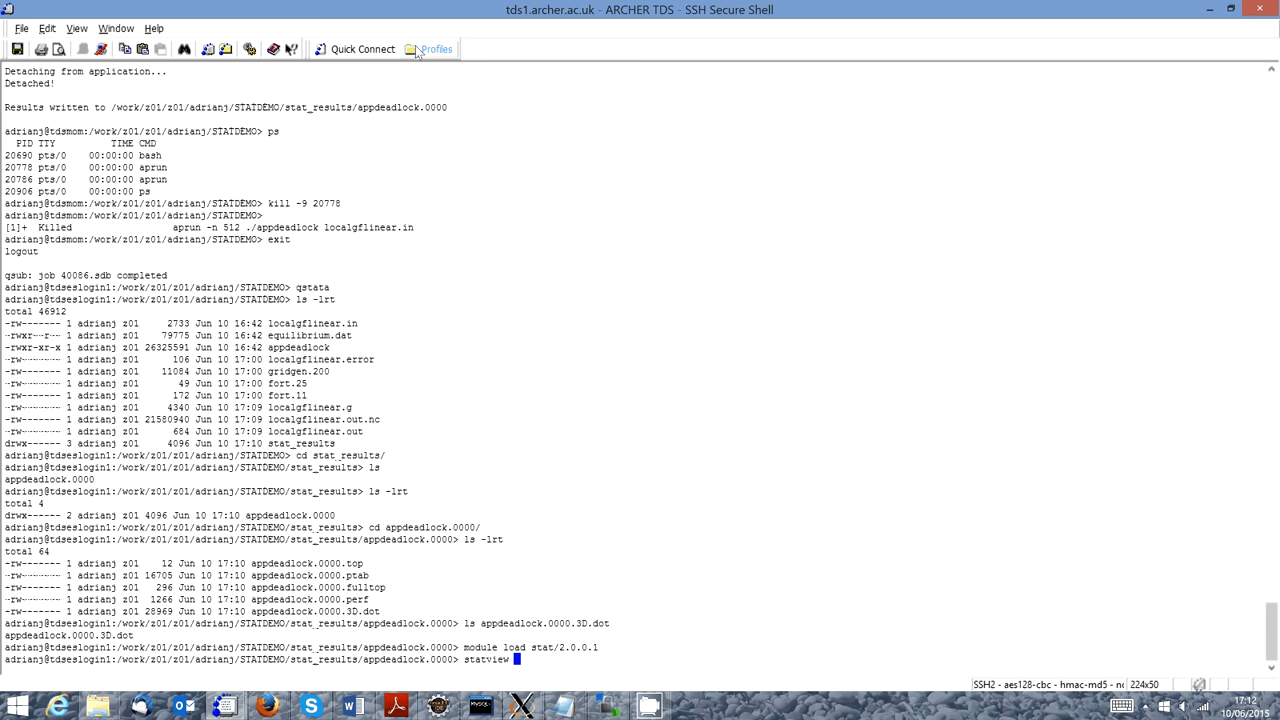 tds1.archer.ac.uk - ARCHER TDS - SSH Secure Shell
File Edit View Window Help
Quick Connect Profiles
Detaching from application...
Detached!
Results written to /work/z01/z01/adrianj/STATDEMO/stat_results/appdeadlock.0000
adrianj@tdsmom:/work/z01/z01/adrianj/STATDEMO> ps
PID TTY TIME CMD
20690 pts/0 00:00:00 bash
20778 pts/0 00:00:00 aprun
20786 pts/0 00:00:00 aprun
20906 pts/0 00:00:00 ps
adrianj@tdsmom:/work/z01/z01/adrianj/STATDEMO> kill -9 20778
adrianj@tdsmom:/work/z01/z01/adrianj/STATDEMO>
[1]+ Killed aprun -n 512 ./appdeadlock localgflinear.in
adrianj@tdsmom:/work/z01/z01/adrianj/STATDEMO> exit
logout
qsub: job 40086.sdb completed
adrianj@tdseslogin1:/work/z01/z01/adrianj/STATDEMO> qstata
adrianj@tdseslogin1:/work/z01/z01/adrianj/STATDEMO> ls -lrt
total 46912
-rw------- 1 adrianj z01 2733 Jun 10 16:42 localgflinear.in
-rwxr--r-- 1 adrianj z01 79775 Jun 10 16:42 equilibrium.dat
-rwxr-xr-x 1 adrianj z01 26325591 Jun 10 16:42 appdeadlock
-rw------- 1 adrianj z01 106 Jun 10 17:00 localgflinear.error
-rw------- 1 adrianj z01 11084 Jun 10 17:00 gridgen.200
-rw------- 1 adrianj z01 49 Jun 10 17:00 fort.25
-rw------- 1 adrianj z01 172 Jun 10 17:00 fort.11
-rw------- 1 adrianj z01 4340 Jun 10 17:09 localgflinear.g
-rw------- 1 adrianj z01 21580940 Jun 10 17:09 localgflinear.out.nc
-rw------- 1 adrianj z01 684 Jun 10 17:09 localgflinear.out
drwx------ 3 adrianj z01 4096 Jun 10 17:10 stat_results
adrianj@tdseslogin1:/work/z01/z01/adrianj/STATDEMO> cd stat_results/
adrianj@tdseslogin1:/work/z01/z01/adrianj/STATDEMO/stat_results> ls
appdeadlock.0000
adrianj@tdseslogin1:/work/z01/z01/adrianj/STATDEMO/stat_results> ls -lrt
total 4
drwx------ 2 adrianj z01 4096 Jun 10 17:10 appdeadlock.0000
adrianj@tdseslogin1:/work/z01/z01/adrianj/STATDEMO/stat_results> cd appdeadlock.0000/
adrianj@tdseslogin1:/work/z01/z01/adrianj/STATDEMO/stat_results/appdeadlock.0000> ls -lrt
total 64
-rw------- 1 adrianj z01 12 Jun 10 17:10 appdeadlock.0000.top
-rw------- 1 adrianj z01 16705 Jun 10 17:10 appdeadlock.0000.ptab
-rw------- 1 adrianj z01 296 Jun 10 17:10 appdeadlock.0000.fulltop
-rw------- 1 adrianj z01 1266 Jun 10 17:10 appdeadlock.0000.perf
-rw------- 1 adrianj z01 28969 Jun 10 17:10 appdeadlock.0000.3D.dot
adrianj@tdseslogin1:/work/z01/z01/adrianj/STATDEMO/stat_results/appdeadlock.0000> ls appdeadlock.0000.3D.dot
appdeadlock.0000.3D.dot
adrianj@tdseslogin1:/work/z01/z01/adrianj/STATDEMO/stat_results/appdeadlock.0000> module load stat/2.0.0.1
adrianj@tdseslogin1:/work/z01/z01/adrianj/STATDEMO/stat_results/appdeadlock.0000> statview
SSH2 - aes128-cbc - hmac-md5 - nc 224x50
17:12
10/06/2015